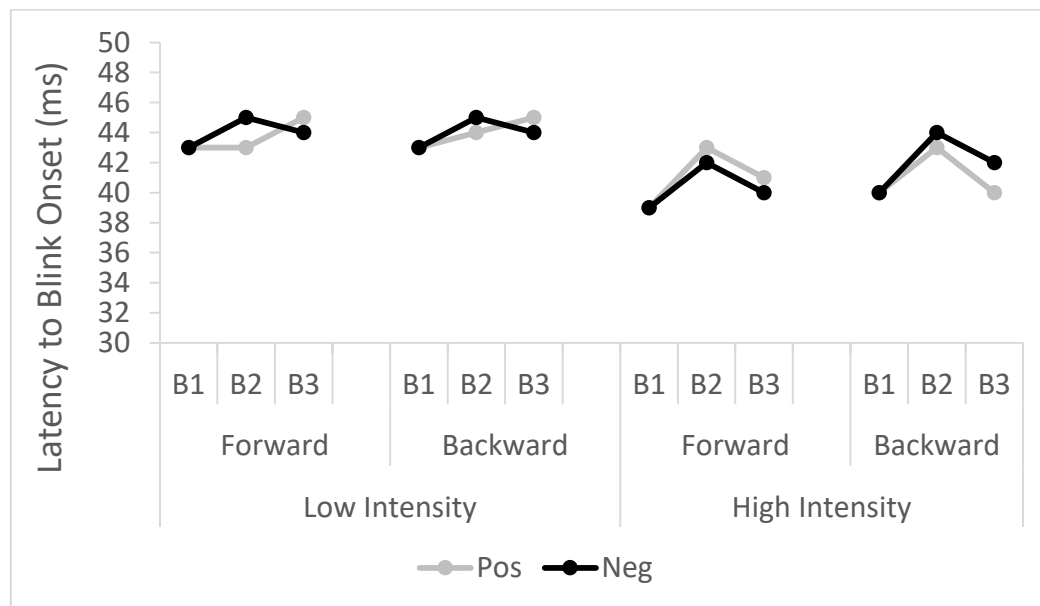 Latency to Blink Onset (ms)
50
48
46
44
42
40
38
36
34
32
30
B1 B2 B3 B1 B2 B3 B1 B2 B3 B1 B2 B3
Forward Backward Forward Backward
Low Intensity High Intensity
Pos Neg